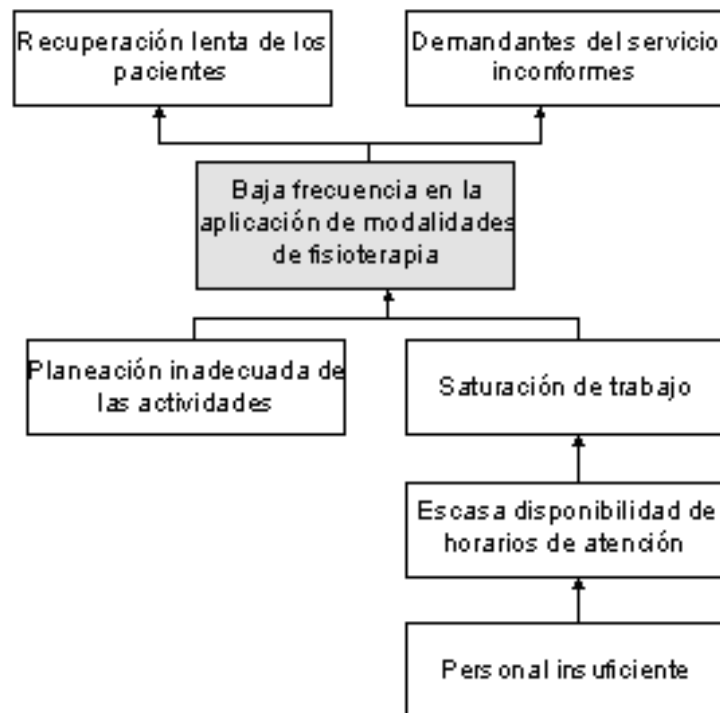 Recuperación lenta de los
pacientes
Demandantes del servicio
inconformes
Baja frecuencia en la
aplicación de modalidades
de fisioterapia
Planeación inadecuada de
las actividades
Saturación de trabajo
Escasa disponibilidad de
horarios de atención
Personal insuficiente